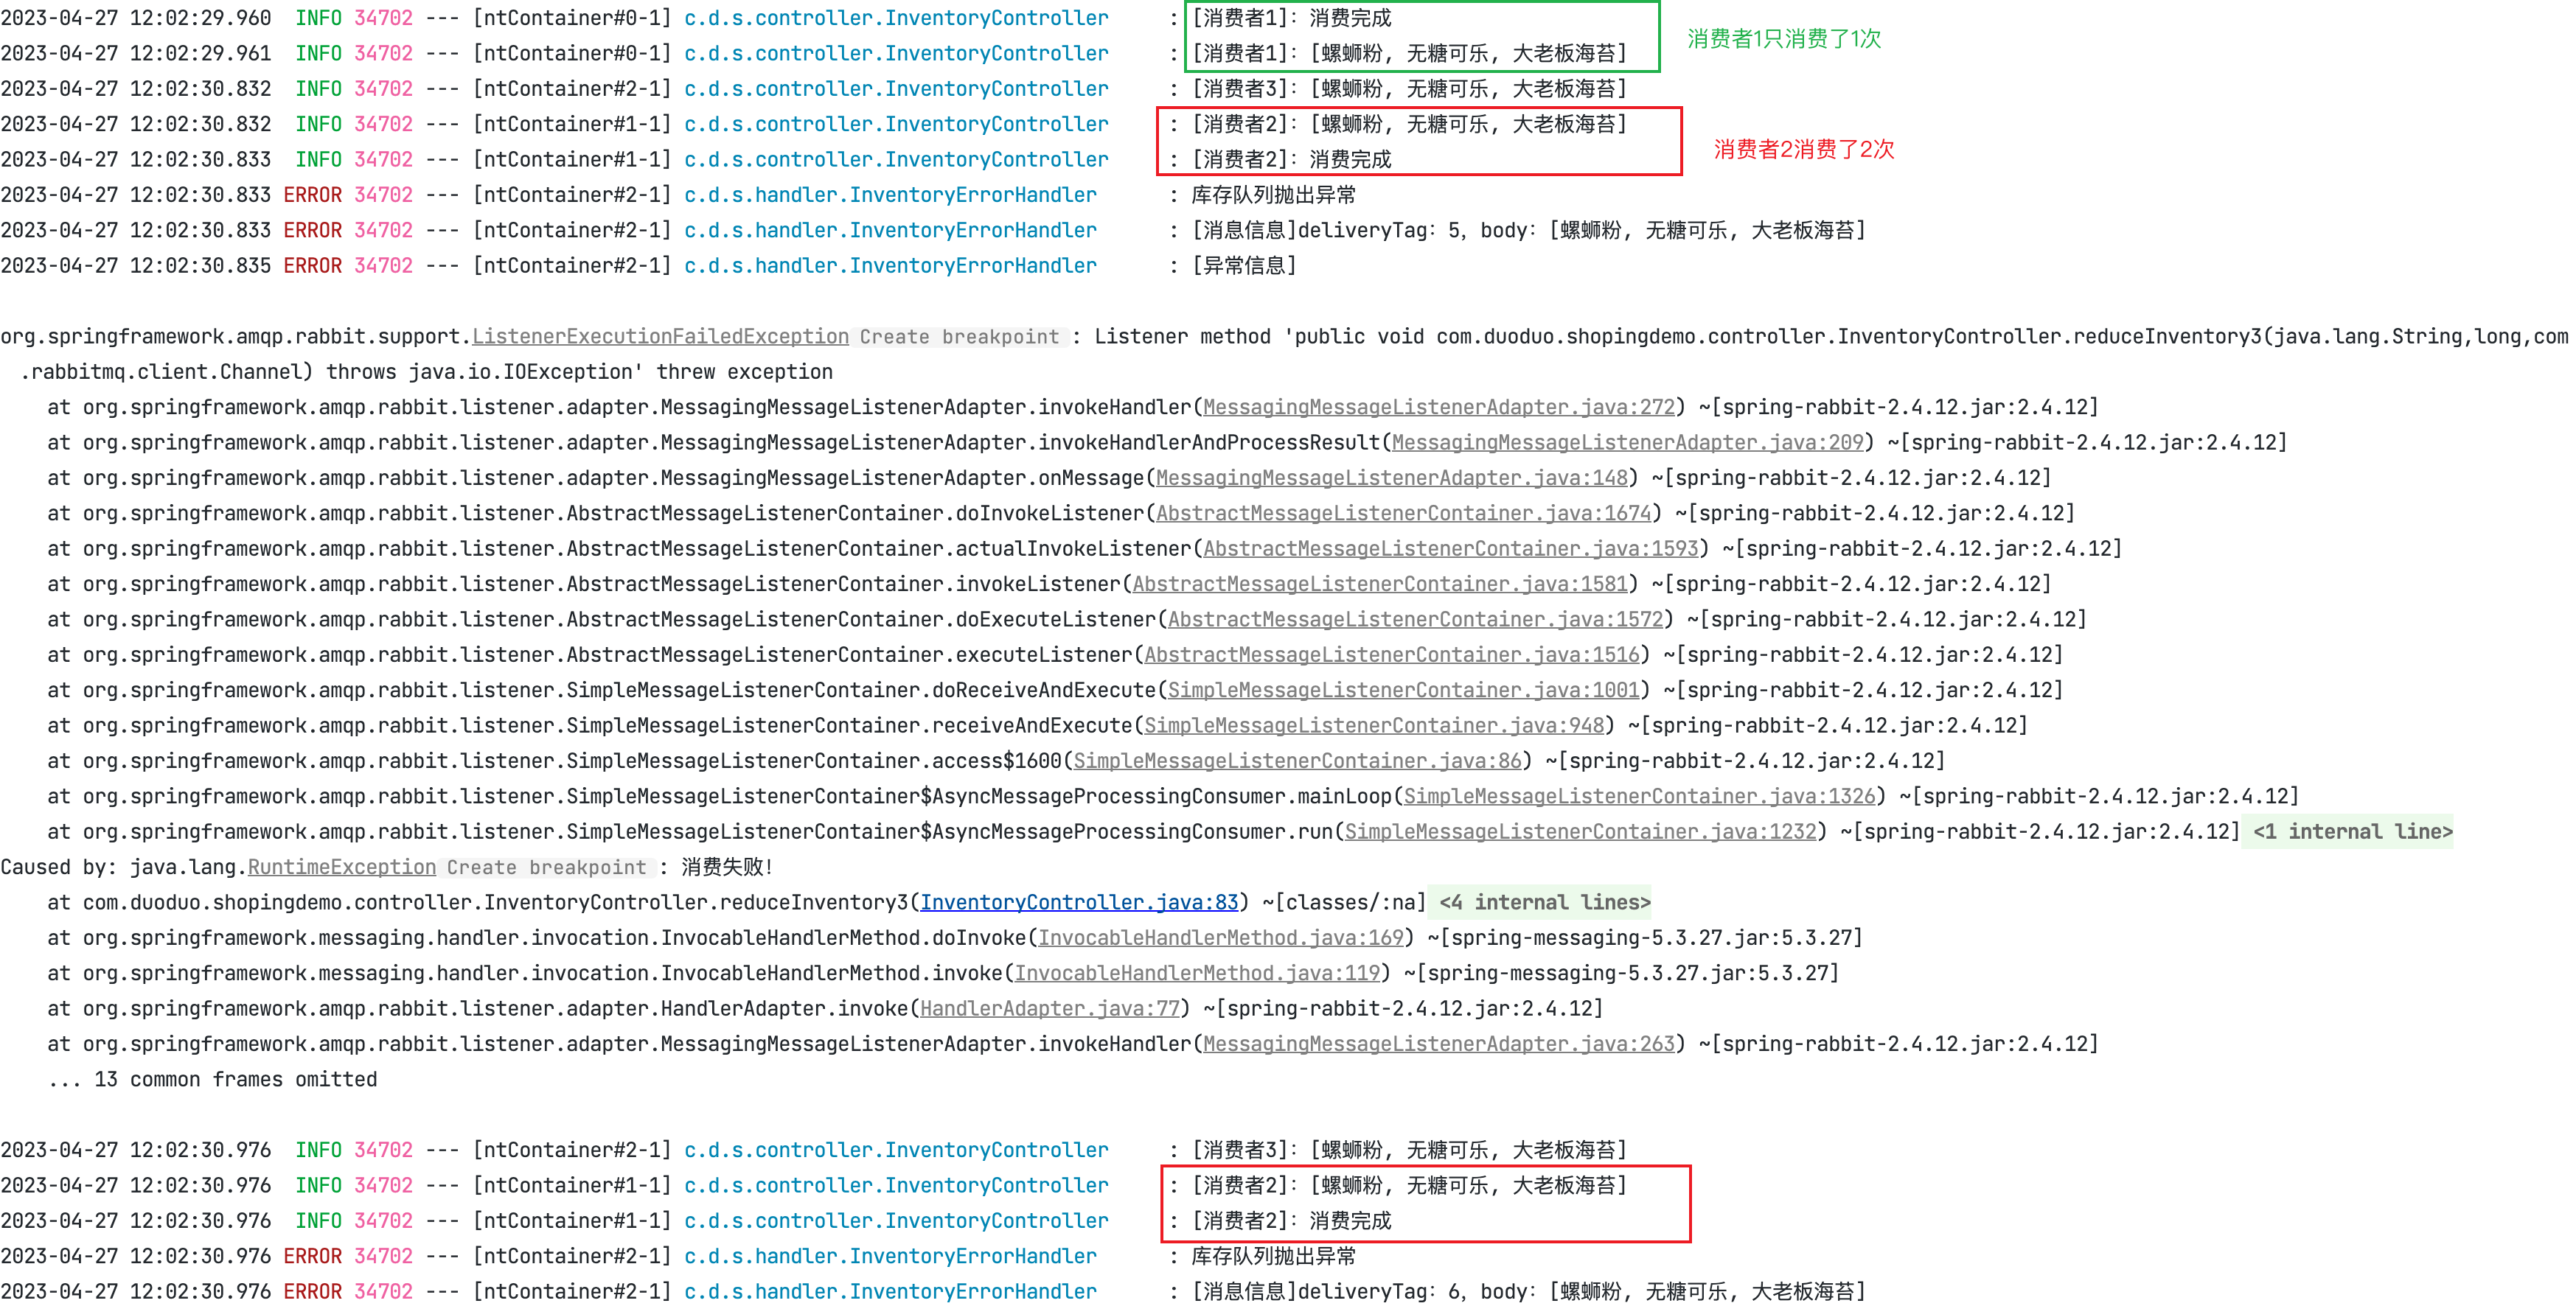 2023-04-27 12:02:29.960  INFO 34702 --- [ntContainer#0-1] c.d.s.controller.InventoryController     : [消费者1]：消费完成
2023-04-27 12:02:29.961  INFO 34702 --- [ntContainer#0-1] c.d.s.controller.InventoryController     : [消费者1]：[螺蛳粉, 无糖可乐, 大老板海苔]
消费者1只消费了1次
2023-04-27 12:02:30.832  INFO 34702 --- [ntContainer#2-1] c.d.s.controller.InventoryController     : [消费者3]：[螺蛳粉, 无糖可乐, 大老板海苔]
2023-04-27 12:02:30.832  INFO 34702 --- [ntContainer#1-1] c.d.s.controller.InventoryController     : [消费者2]：[螺蛳粉, 无糖可乐, 大老板海苔]
2023-04-27 12:02:30.833  INFO 34702 --- [ntContainer#1-1] c.d.s.controller.InventoryController     : [消费者2]：消费完成
消费者2消费了2次
2023-04-27 12:02:30.833 ERROR 34702 --- [ntContainer#2-1] c.d.s.handler.InventoryErrorHandler      : 库存队列抛出异常
2023-04-27 12:02:30.833 ERROR 34702 --- [ntContainer#2-1] c.d.s.handler.InventoryErrorHandler      : [消息信息]deliveryTag：5，body：[螺蛳粉, 无糖可乐, 大老板海苔]
2023-04-27 12:02:30.835 ERROR 34702 --- [ntContainer#2-1] c.d.s.handler.InventoryErrorHandler      : [异常信息]
org.springframework.amqp.rabbit.support.ListenerExecutionFailedException Create breakpoint : Listener method 'public void com.duoduo.shopingdemo.controller.InventoryController.reduceInventory3(java.lang.String,long,com
.rabbitmq.client.Channel) throws java.io.IOException' threw exception
at org.springframework.amqp.rabbit.listener.adapter.MessagingMessageListenerAdapter.invokeHandler(MessagingMessageListenerAdapter.java:272) ~[spring-rabbit-2.4.12.jar:2.4.12]
at org.springframework.amqp.rabbit.listener.adapter.MessagingMessageListenerAdapter.invokeHandlerAndProcessResult(MessagingMessageListenerAdapter.java:209) ~[spring-rabbit-2.4.12.jar:2.4.12]
at org.springframework.amqp.rabbit.listener.adapter.MessagingMessageListenerAdapter.onMessage(MessagingMessageListenerAdapter.java:148) ~[spring-rabbit-2.4.12.jar:2.4.12]
at org.springframework.amqp.rabbit.listener.AbstractMessageListenerContainer.doInvokeListener(AbstractMessageListenerContainer.java:1674) ~[spring-rabbit-2.4.12.jar:2.4.12]
at org.springframework.amqp.rabbit.listener.AbstractMessageListenerContainer.actualInvokeListener(AbstractMessageListenerContainer.java:1593) ~[spring-rabbit-2.4.12.jar:2.4.12]
at org.springframework.amqp.rabbit.listener.AbstractMessageListenerContainer.invokeListener(AbstractMessageListenerContainer.java:1581) ~[spring-rabbit-2.4.12.jar:2.4.12]
at org.springframework.amqp.rabbit.listener.AbstractMessageListenerContainer.doExecuteListener(AbstractMessageListenerContainer.java:1572) ~[spring-rabbit-2.4.12.jar:2.4.12]
at org.springframework.amqp.rabbit.listener.AbstractMessageListenerContainer.executeListener(AbstractMessageListenerContainer.java:1516) ~[spring-rabbit-2.4.12.jar:2.4.12]
at org.springframework.amqp.rabbit.listener.SimpleMessageListenerContainer.doReceiveAndExecute(SimpleMessageListenerContainer.java:1001) ~[spring-rabbit-2.4.12.jar:2.4.12]
at org.springframework.amqp.rabbit.listener.SimpleMessageListenerContainer.receiveAndExecute(SimpleMessageListenerContainer.java:948) ~[spring-rabbit-2.4.12.jar:2.4.12]
at org.springframework.amqp.rabbit.listener.SimpleMessageListenerContainer.access$1600(SimpleMessageListenerContainer.java:86) ~[spring-rabbit-2.4.12.jar:2.4.12]
at org.springframework.amqp.rabbit.listener.SimpleMessageListenerContainer$AsyncMessageProcessingConsumer.mainLoop(SimpleMessageListenerContainer.java:1326) ~[spring-rabbit-2.4.12.jar:2.4.12]
at org.springframework.amqp.rabbit.listener.SimpleMessageListenerContainer$AsyncMessageProcessingConsumer.run(SimpleMessageListenerContainer.java:1232) ~[spring-rabbit-2.4.12.jar:2.4.12] <1 internal line>
Caused by: java.lang.RuntimeException Create breakpoint : 消费失败!
at com.duoduo.shopingdemo.controller.InventoryController.reduceInventory3(InventoryController.java:83) ~[classes/:na] <4 internal lines>
at org.springframework.messaging.handler.invocation.InvocableHandlerMethod.doInvoke(InvocableHandlerMethod.java:169) ~[spring-messaging-5.3.27.jar:5.3.27]
at org.springframework.messaging.handler.invocation.InvocableHandlerMethod.invoke(InvocableHandlerMethod.java:119) ~[spring-messaging-5.3.27.jar:5.3.27]
at org.springframework.amqp.rabbit.listener.adapter.HandlerAdapter.invoke(HandlerAdapter.java:77) ~[spring-rabbit-2.4.12.jar:2.4.12]
at org.springframework.amqp.rabbit.listener.adapter.MessagingMessageListenerAdapter.invokeHandler(MessagingMessageListenerAdapter.java:263) ~[spring-rabbit-2.4.12.jar:2.4.12]
... 13 common frames omitted
2023-04-27 12:02:30.976  INFO 34702 --- [ntContainer#2-1] c.d.s.controller.InventoryController     : [消费者3]：[螺蛳粉, 无糖可乐, 大老板海苔]
2023-04-27 12:02:30.976  INFO 34702 --- [ntContainer#1-1] c.d.s.controller.InventoryController     : [消费者2]：[螺蛳粉, 无糖可乐, 大老板海苔]
2023-04-27 12:02:30.976  INFO 34702 --- [ntContainer#1-1] c.d.s.controller.InventoryController     : [消费者2]：消费完成
2023-04-27 12:02:30.976 ERROR 34702 --- [ntContainer#2-1] c.d.s.handler.InventoryErrorHandler      : 库存队列抛出异常
2023-04-27 12:02:30.976 ERROR 34702 --- [ntContainer#2-1] c.d.s.handler.InventoryErrorHandler      : [消息信息]deliveryTag：6，body：[螺蛳粉, 无糖可乐, 大老板海苔]